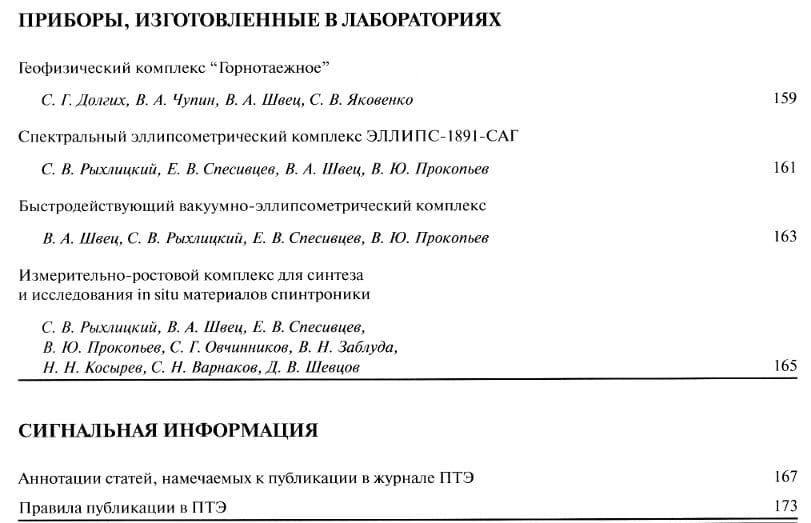 ПРИБОРЫ, ИЗГОТОВЛЕННЫЕ В ЛАБОРАТОРИЯХ
Геофизический комплекс “Горнотаежное”
С. Г. Долгих, В. А. Чупин, В. А. Швец, С. В. Яковенко 159
Спектральный эллипсометрический комплекс ЭЛЛИПС-1891-САГ
С. В. Рыхлицкий, Е. В. Спесивцев, В. А. Швец, В. Ю. Прокопьев 161
Быстродействующий вакуумно-эллипсометрический комплекс
В. А. Швец, С. В. Рыхлицкий, Е. В. Спесивцев, В. Ю. Прокопьев 163
Измерительно-ростовой комплекс для синтеза
и исследования in situ материалов спинтроники
С. В. Рыхлицкий, В. А. Швец, Е. В. Спесивцев,
В. Ю. Прокопьев, С. Г. Овчинников, В. Н. Заблуда,
Н. Н. Косырев, С. Н. Варнаков, Д. В. Шевцов 165
СИГНАЛЬНАЯ ИНФОРМАЦИЯ
Аннотации статей, намечаемых к публикации в журнале ПТЭ 167
Правила публикации в ПТЭ 173